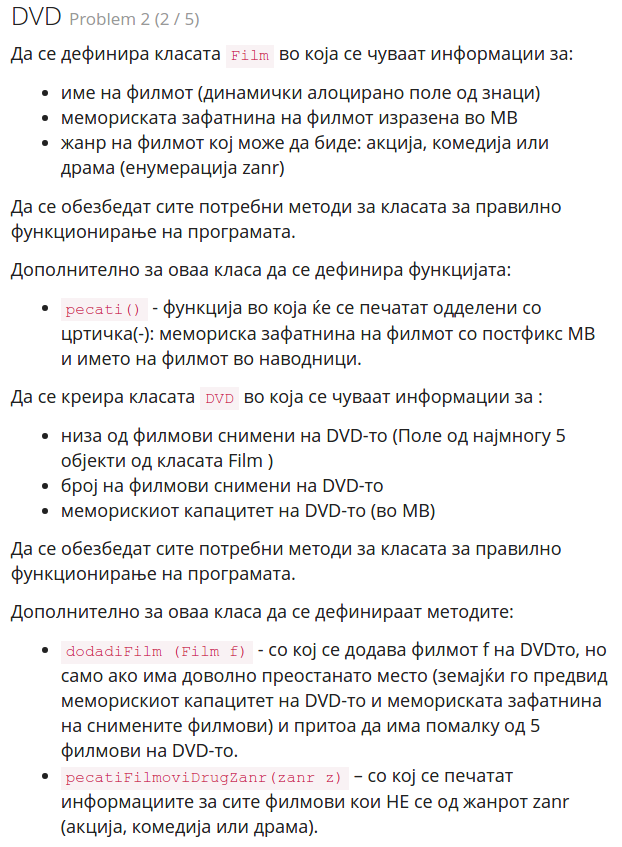 DVD Problem 2 (2 / 5)
Да се дефинира класата Film во која се чуваат информации за:
• име на филмот (динамички алоцирано поле од знаци)
• мемориската зафатнина на филмот изразена во MB
• жанр на филмот кој може да биде: акција, комедија или
драма (енумерација zanr)
Да се обезбедат сите потребни методи за класата за правилно
функционирање на програмата.
Дополнително за оваа класа да се дефинира функцијата:
• pecati() - функција во која ќе се печатат одделени со
цртичка(-): мемориска зафатнина на филмот со постфикс MB
и името на филмот во наводници.
Да се креира класата DVD во која се чуваат информации за :
• низа од филмови снимени на DVD-то (Поле од најмногу 5
објекти од класата Film )
• број на филмови снимени на DVD-то
• мемориskiот капацитет на DVD-то (во MB)
Да се обезбедат сите потребни методи за класата за правилно
функционирање на програмата.
Дополнително за оваа класа да се дефинираат методите:
• dodadiFilm (Film f) - со кој се додава филмот f на DVDто, но
само ако има доволно преостанато место (земајќи го предвид
меморискиот капацитет на DVD-то и мемориската зафатнина
на снимените филмови) и притоа да има помалку од 5
филмови на DVD-то.
• pecatiFilmoviDrugZanr(zanr z) – со кој се печатат
информациите за сите филмови кои НЕ се од жанрот zanr
(акција, комедија или драма).